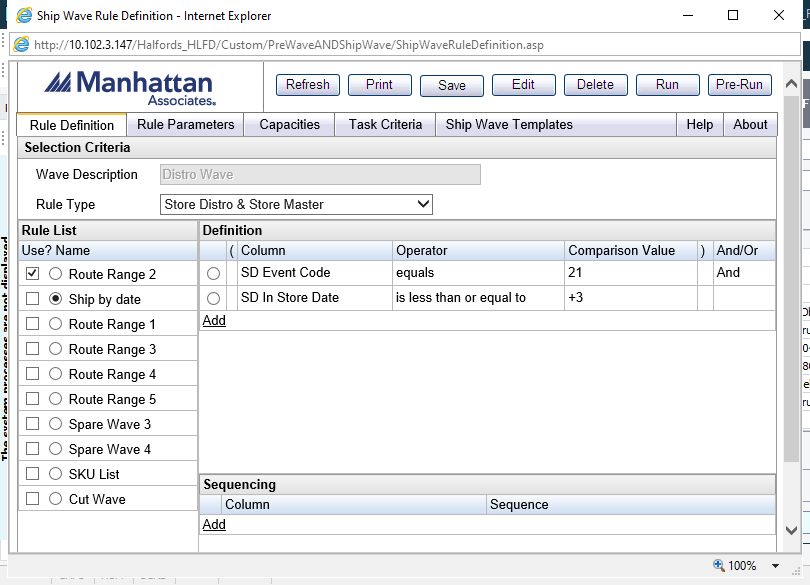 Ship Wave Rule Definition - Internet Explorer
http://10.102.3.147/Halfords_HLFD/Custom/PreWaveANDShipWave/ShipWaveRuleDefinition.asp
Manhattan Associates.
Refresh Print Save Edit Delete Run Pre-Run
Rule Definition Rule Parameters Capacities Task Criteria Ship Wave Templates Help About
Selection Criteria
Wave Description Distro Wave
Rule Type Store Distro & Store Master
Rule List Definition
Use? Name ( Column Operator Comparison Value ) And/Or
Route Range 2 SD Event Code equals 21 And
Ship by date SD In Store Date is less than or equal to +3
Route Range 1 Add
Route Range 3
Route Range 4
Route Range 5
Spare Wave 3
Spare Wave 4
SKU List Sequencing
Cut Wave Column Sequence
Add
100%